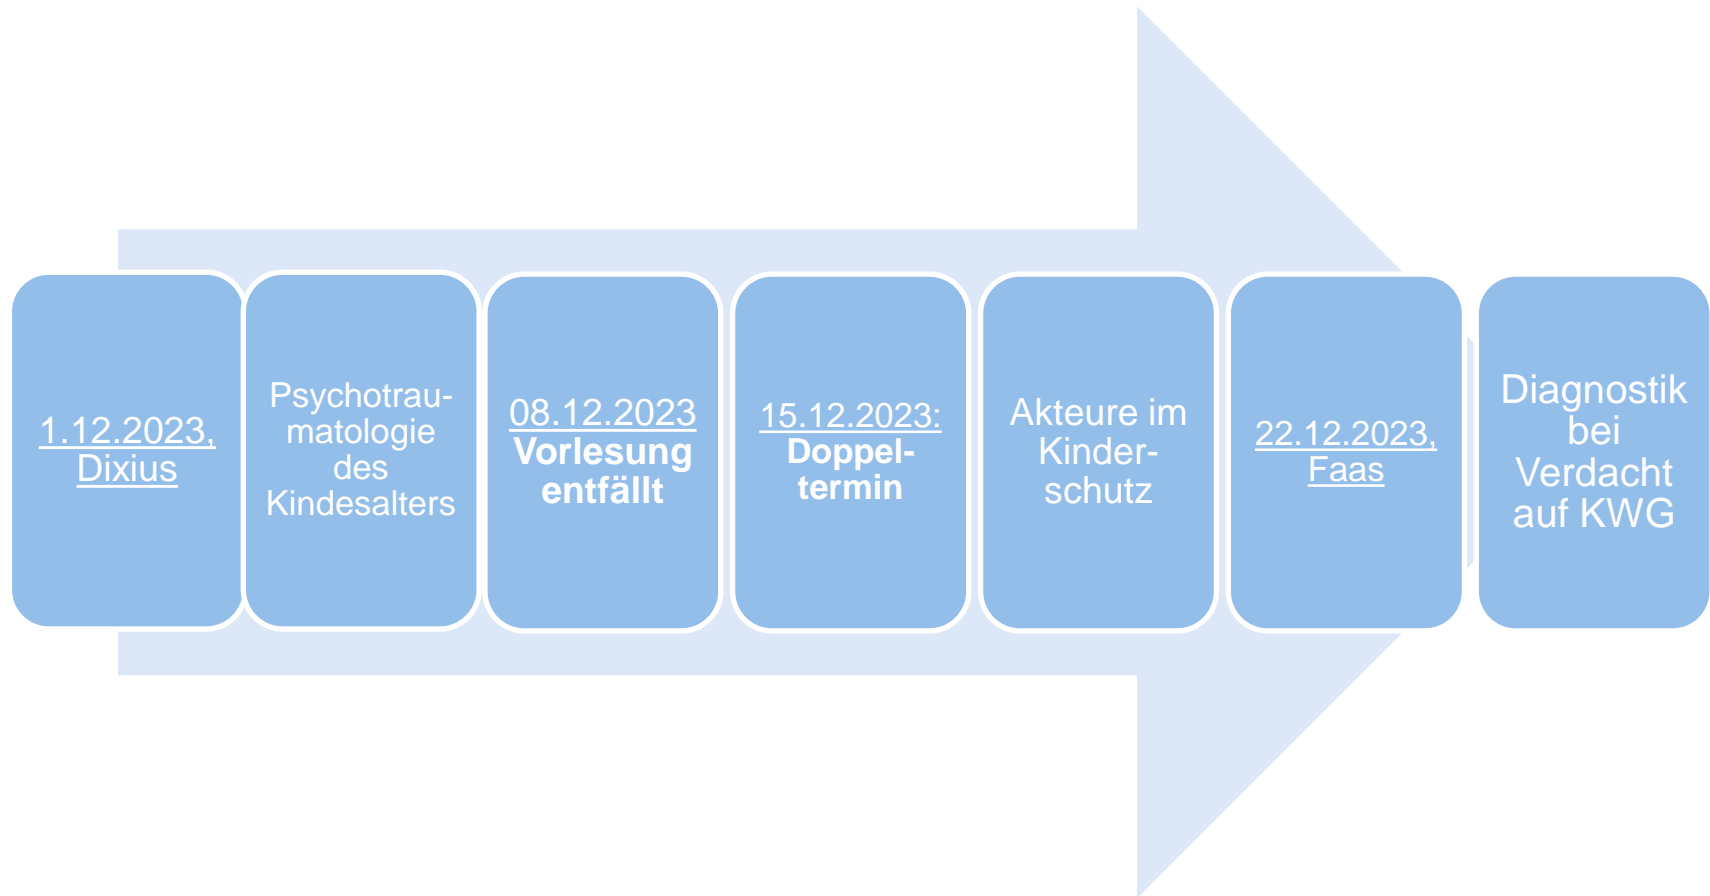 1.12.2023,
Dixius
Psychotrau-
matologie
des
Kindesalters
08.12.2023
Vorlesung
entfällt
15.12.2023:
Doppel-
termin
Akteure im
Kinder-
schutz
22.12.2023,
Faas
Diagnostik
bei
Verdacht
auf KWG